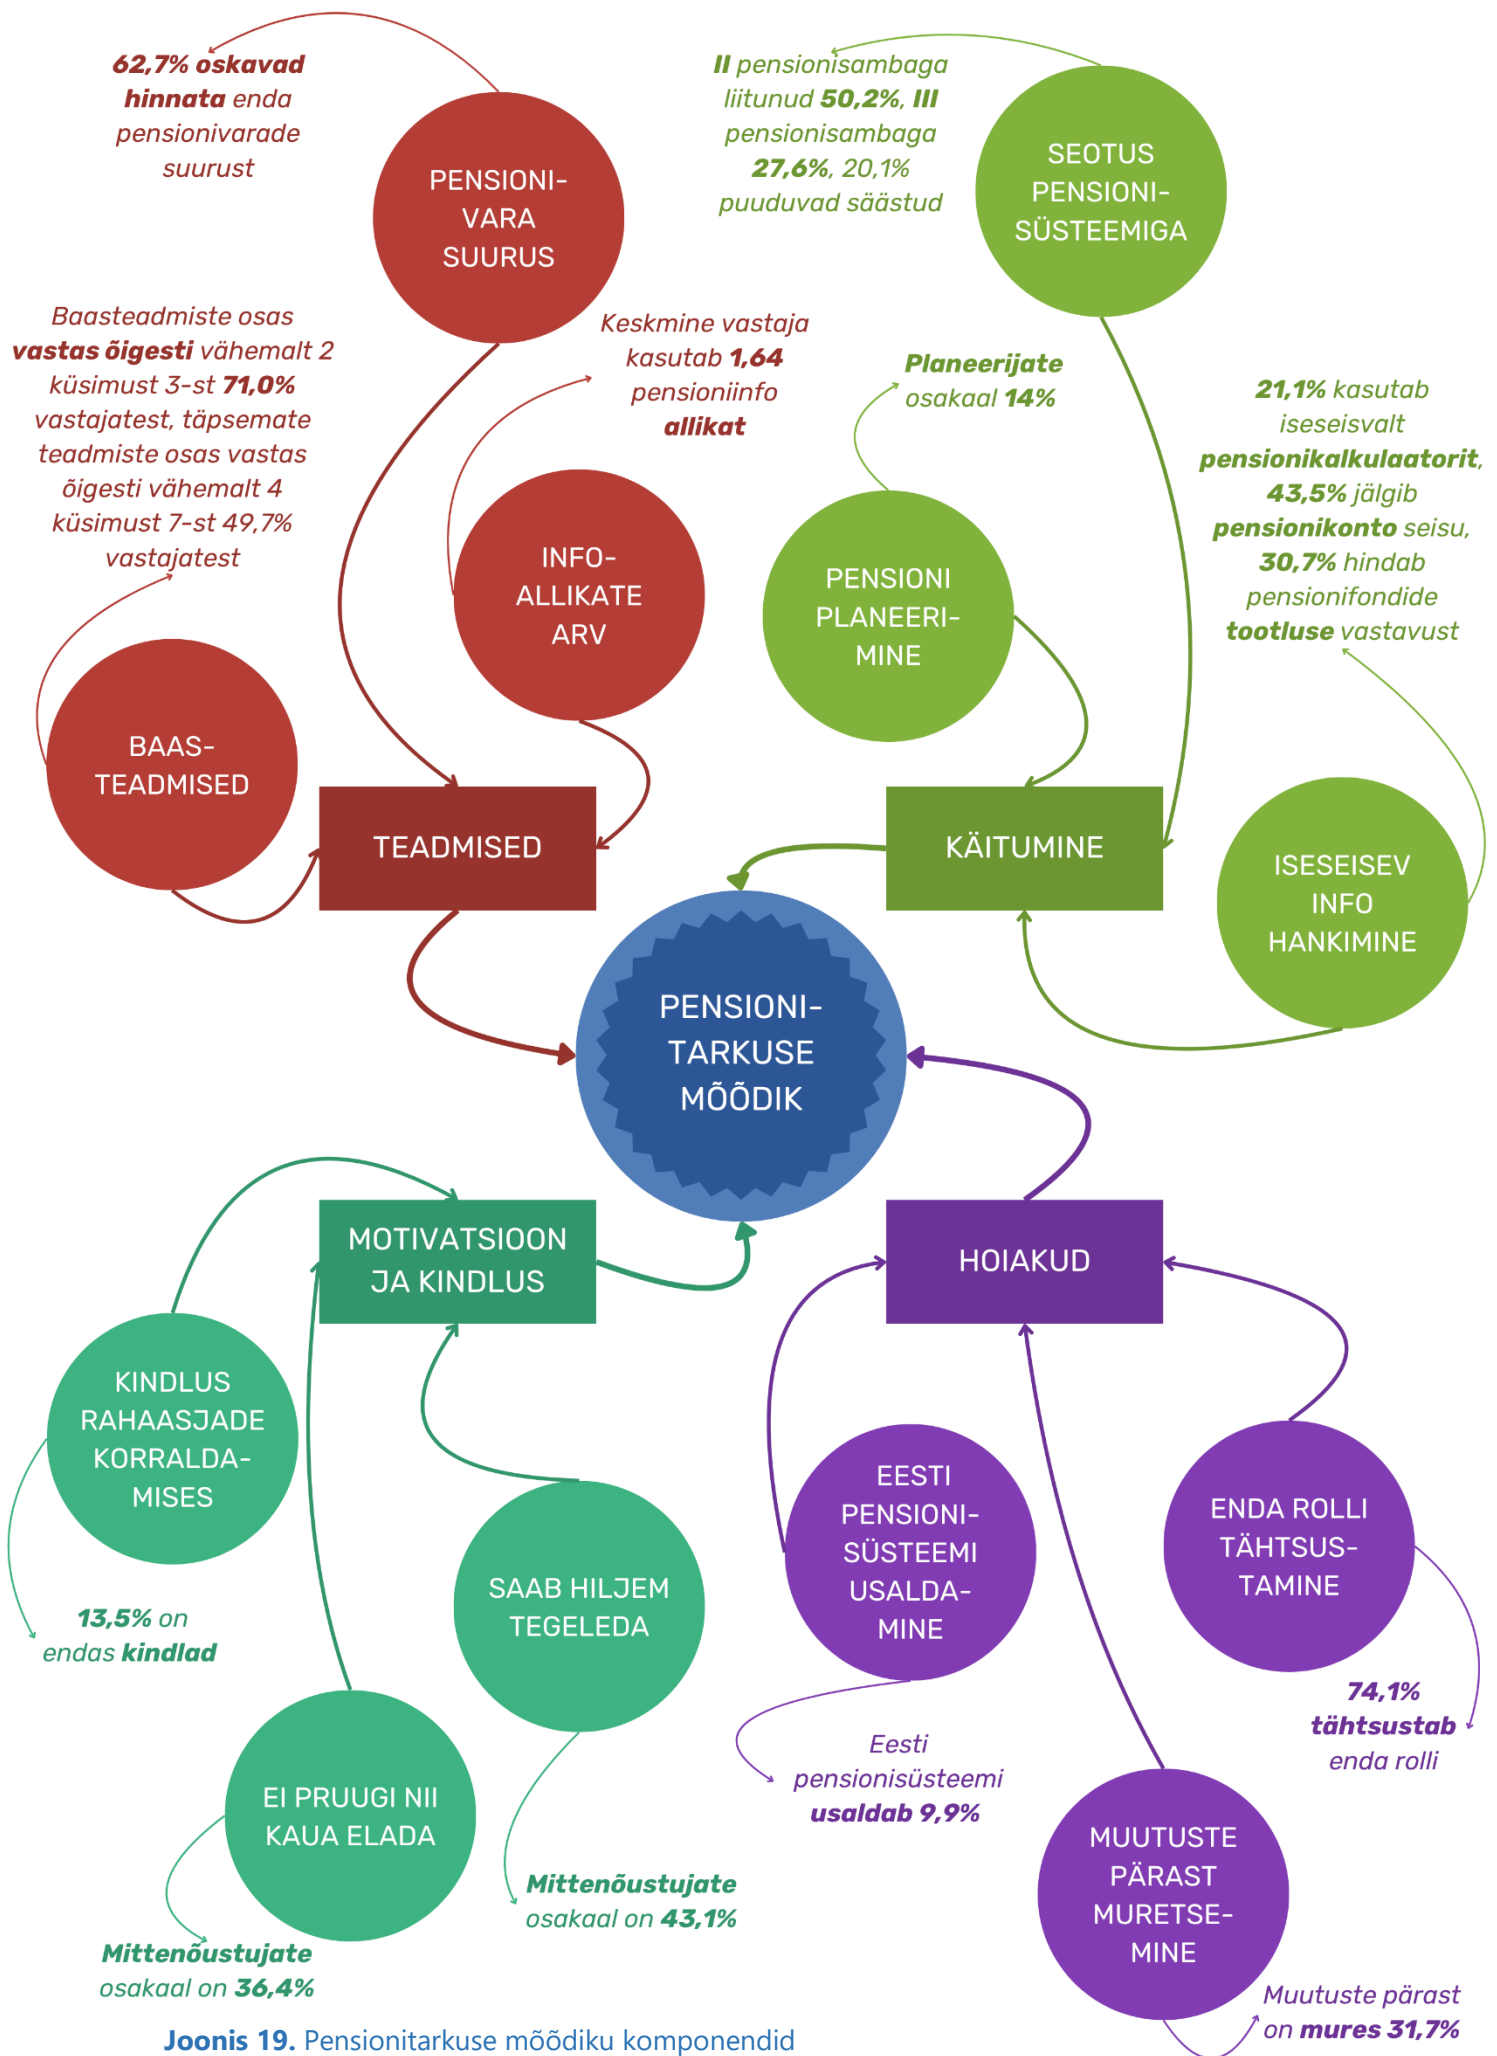 62,7% oskavad
hinnata enda
pensionivarade
suurust
PENSIONI-
VARA
SUURUS
II pensionisambaga
liitunud 50,2%, III
pensionisambaga
27,6%, 20,1%
puuduvad säästud
SEOTUS
PENSIONI-
SÜSTEEMIGA
Baasteadmiste osas
vastas õigesti vähemalt 2
küsimust 3-st 71,0%
vastajatest, täpsemate
teadmiste osas vastas
õigesti vähemalt 4
küsimust 7-st 49,7%
vastajatest
Keskmine vastaja
kasutab 1,64
pensioniinfo
allikat
Planeerijate
osakaal 14%
21,1% kasutab
iseseisvalt
pensionikalkulaatorit,
43,5% jälgib
pensionikonto seisu,
30,7% hindab
pensionifondide
tootluse vastavust
INFO-
ALLIKATE
ARV
PENSIONI
PLANEERI-
MINE
BAAS-
TEADMISED
TEADMISED
KÄITUMINE
ISESEISEV
INFO
HANKIMINE
PENSIONI-
TARKUSE
MÕÕDIK
MOTIVATSIOON
JA KINDLUS
HOIAKUD
KINDLUS
RAHAASJADE
KORRALDA-
MISES
SAAB HILJEM
TEGELEDA
EESTI
PENSIONI-
SÜSTEEMI
USALDA-
MINE
ENDA ROLLI
TÄHTSUS-
TAMINE
13,5% on
endas kindlad
74,1%
tähtsustab
enda rolli
EI PRUUGI NII
KAUA ELADA
Eesti
pensionisüsteemi
usaldab 9,9%
MUUTUSTE
PÄRAST
MURETSE-
MINE
Mittenõustujate
osakaal on 43,1%
Mittenõustujate
osakaal on 36,4%
Muutuste pärast
on mures 31,7%
Joonis 19. Pensionitarkuse mõõdiku komponendid